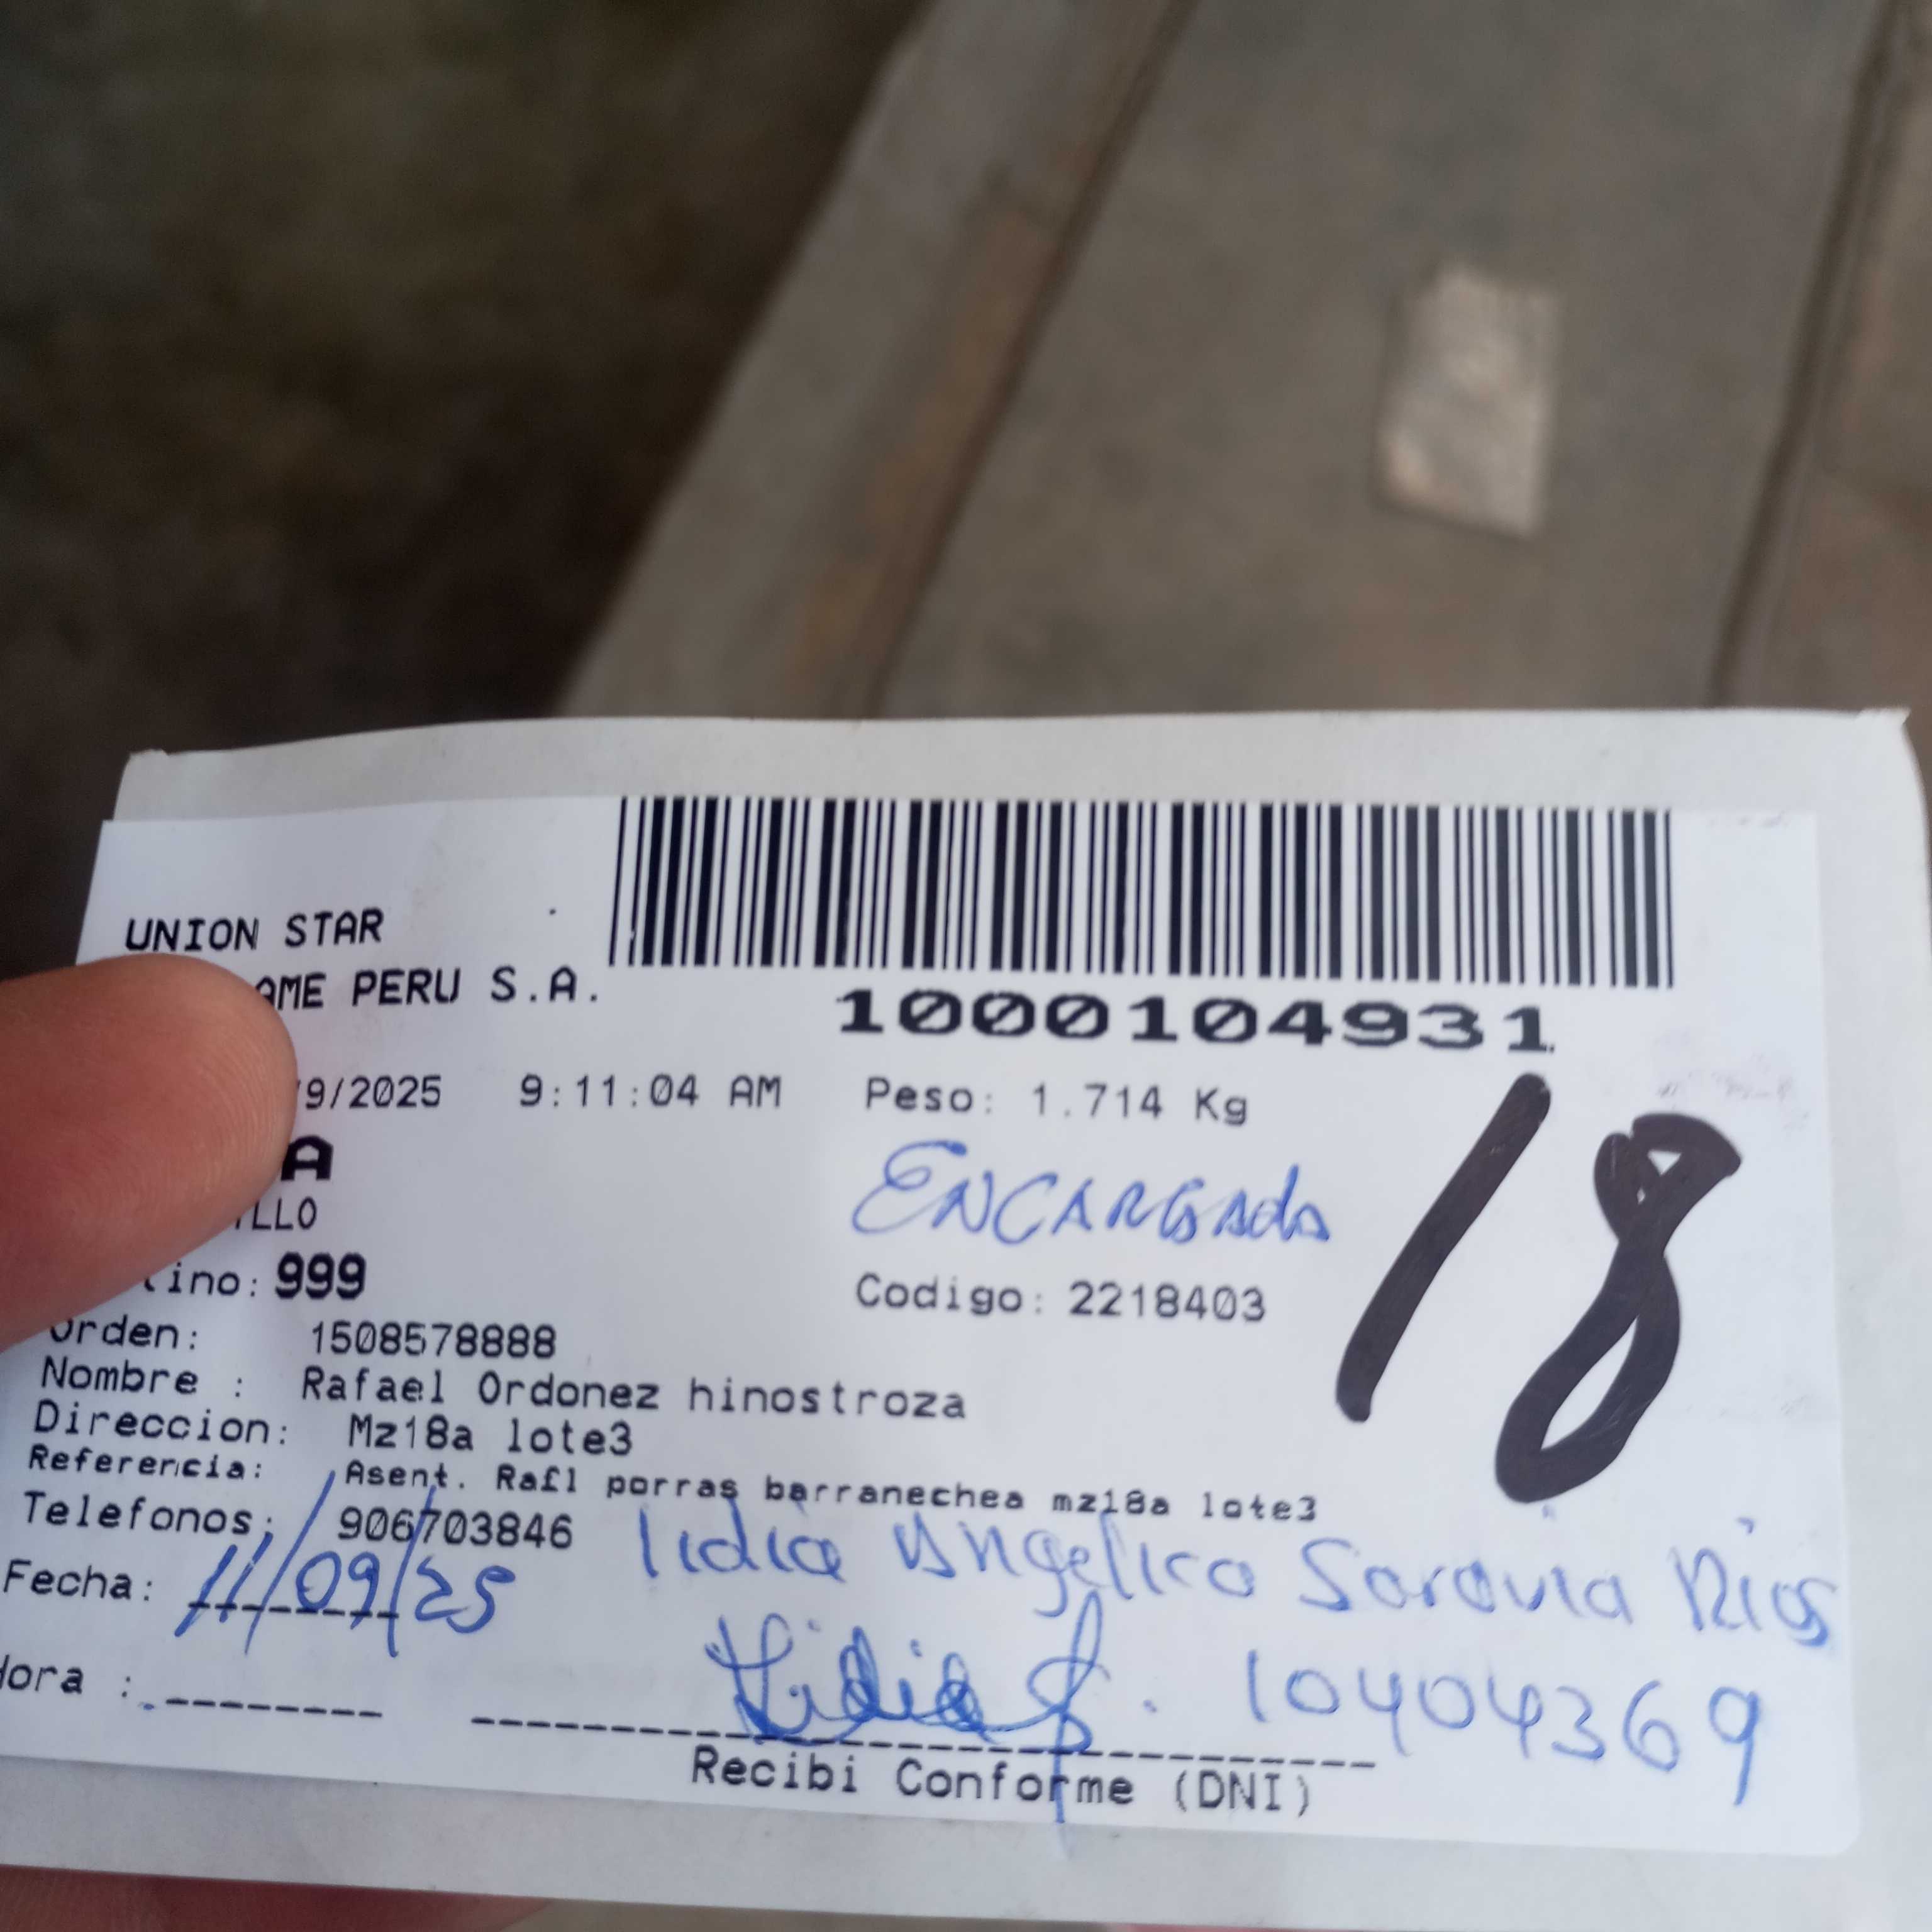 UNION STAR
AME PERU S.A.
1000104931
/9/2025 9:11:04 AM Peso: 1.714 Kg
A
LLO
ENCARGADO
18
tino: 999
Codigo: 2218403
Orden: 1508578888
Nombre : Rafael Ordonez hinostroza
Direccion: Mz18a lote3
Referencia: Asent. Rafl porras barranechea mz18a lote3
Telefonos: 906703846
lidia Angelica Saravia Rios
Fecha: 11/09/25
Hora : Lidia S. 10404369
Recibi Conforme (DNI)